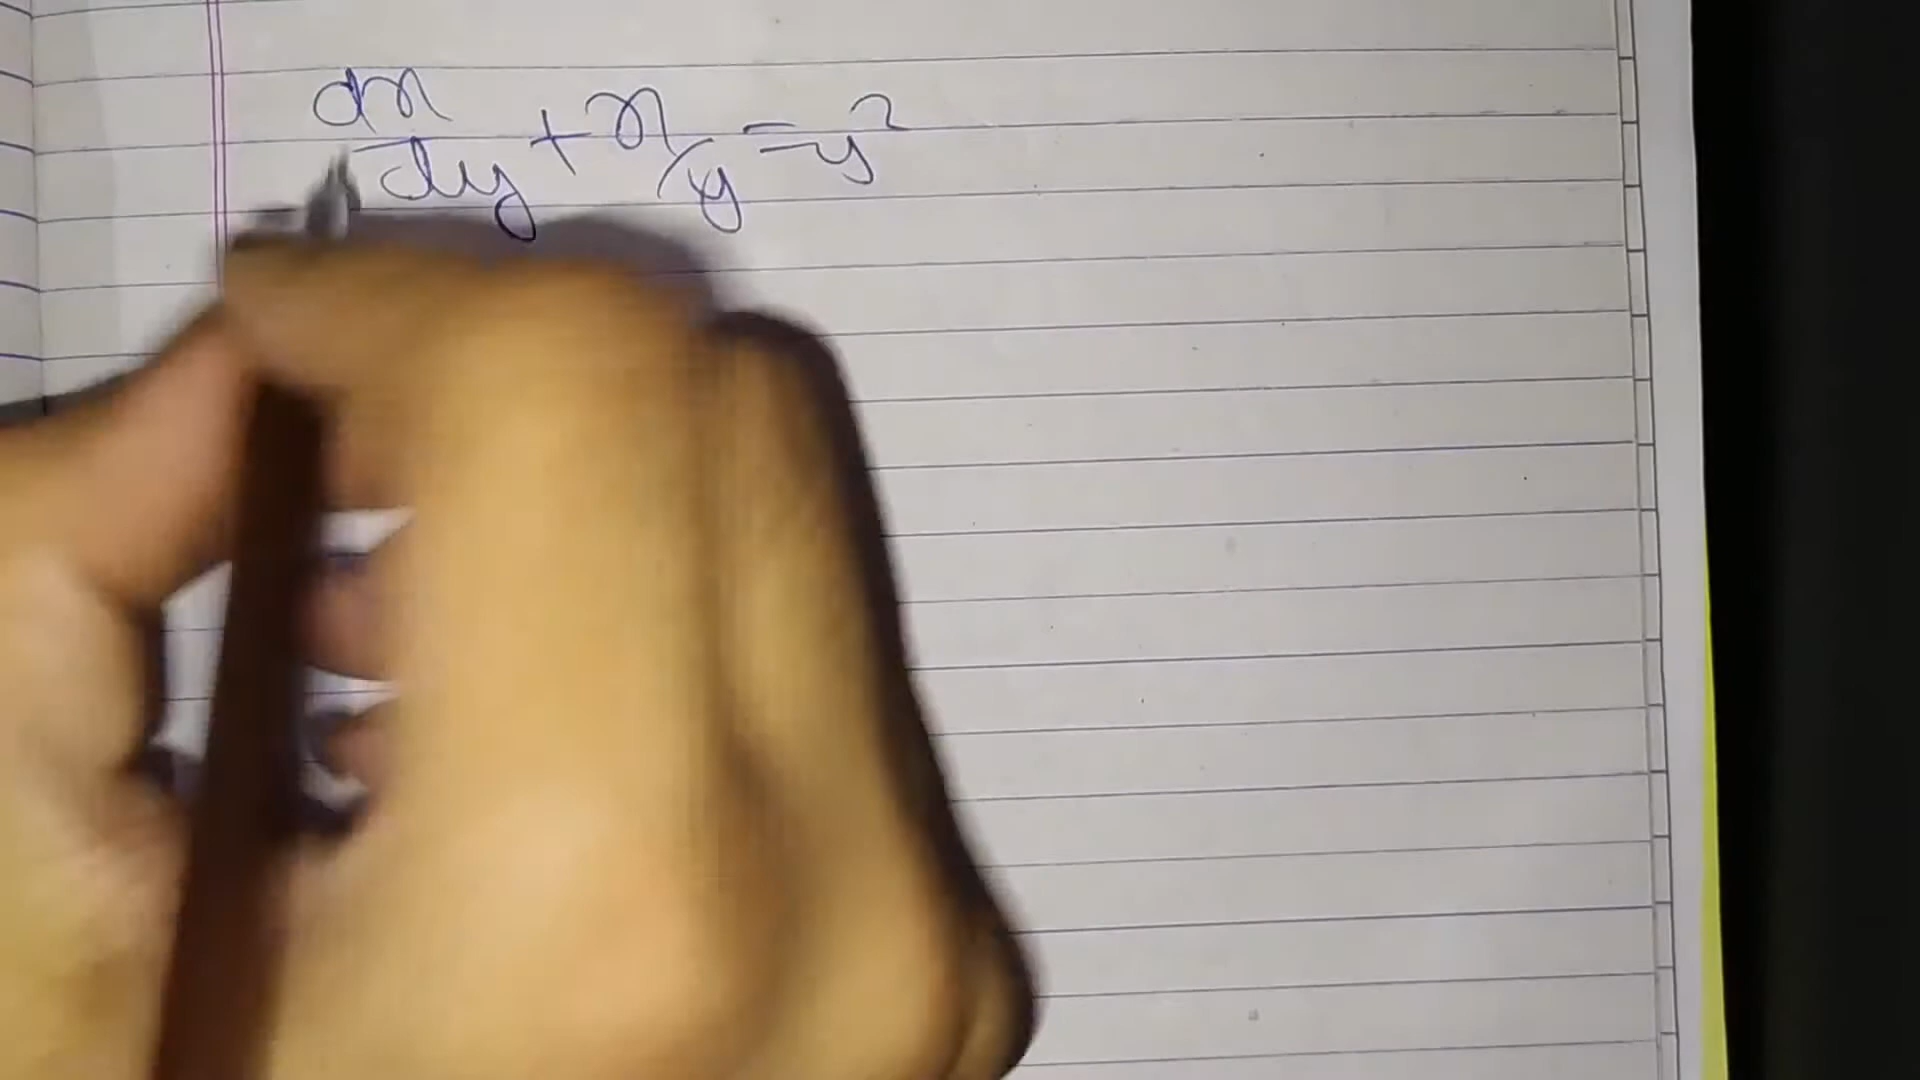 dx/dy + x/y = y²